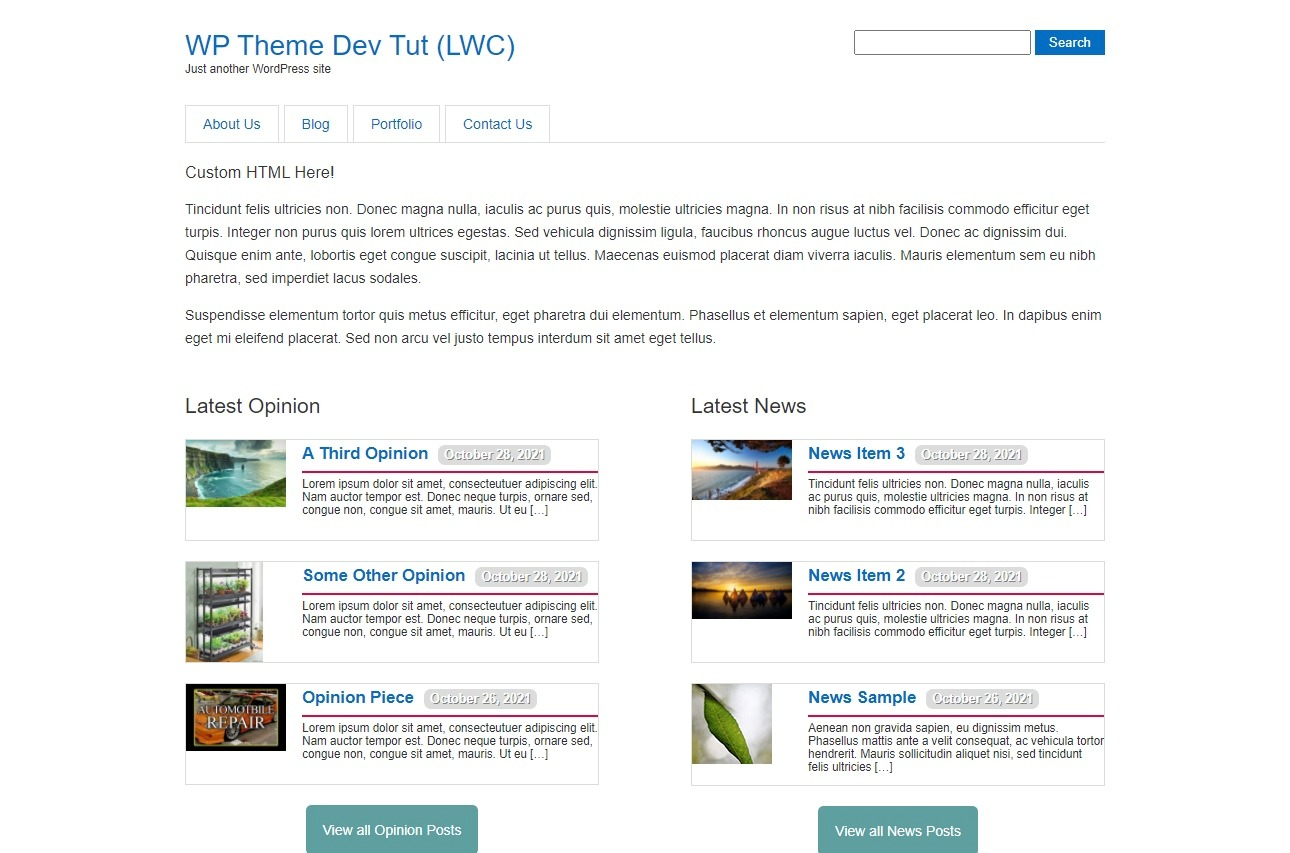 WP Theme Dev Tut (LWC)
Just another WordPress site
Search
About Us
Blog
Portfolio
Contact Us
Custom HTML Here!
Tincidunt felis ultricies non. Donec magna nulla, iaculis ac purus quis, molestie ultricies magna. In non risus at nibh facilisis commodo efficitur eget
turpis. Integer non purus quis lorem ultrices egestas. Sed vehicula dignissim ligula, faucibus rhoncus augue luctus vel. Donec ac dignissim dui.
Quisque enim ante, lobortis eget congue suscipit, lacinia ut tellus. Maecenas euismod placerat diam viverra iaculis. Mauris elementum sem eu nibh
pharetra, sed imperdiet lacus sodales.
Suspendisse elementum tortor quis metus efficitur, eget pharetra dui elementum. Phasellus et elementum sapien, eget placerat leo. In dapibus enim
eget mi eleifend placerat. Sed non arcu vel justo tempus interdum sit amet eget tellus.
Latest Opinion
A Third Opinion October 28, 2021
Lorem ipsum dolor sit amet, consecteutuer adipiscing elit.
Nam auctor tempor est. Donec neque turpis, ornare sed,
congue non, congue sit amet, mauris. Ut eu […]
Some Other Opinion October 28, 2021
Lorem ipsum dolor sit amet, consecteutuer adipiscing elit.
Nam auctor tempor est. Donec neque turpis, ornare sed,
congue non, congue sit amet, mauris. Ut eu […]
AUTOMOTBILE
REPAIR
Opinion Piece October 26, 2021
Lorem ipsum dolor sit amet, consecteutuer adipiscing elit.
Nam auctor tempor est. Donec neque turpis, ornare sed,
congue non, congue sit amet, mauris. Ut eu […]
View all Opinion Posts
Latest News
News Item 3 October 28, 2021
Tincidunt felis ultricies non. Donec magna nulla, iaculis
ac purus quis, molestie ultricies magna. In non risus at
nibh facilisis commodo efficitur eget turpis. Integer […]
News Item 2 October 28, 2021
Tincidunt felis ultricies non. Donec magna nulla, iaculis
ac purus quis, molestie ultricies magna. In non risus at
nibh facilisis commodo efficitur eget turpis. Integer […]
News Sample October 26, 2021
Aenean non gravida sapien, eu dignissim metus.
Phasellus mattis ante a velit consequat, ac vehicula tortor
hendrerit. Mauris sollicitudin aliquet nisi, sed tincidunt
felis ultricies […]
View all News Posts